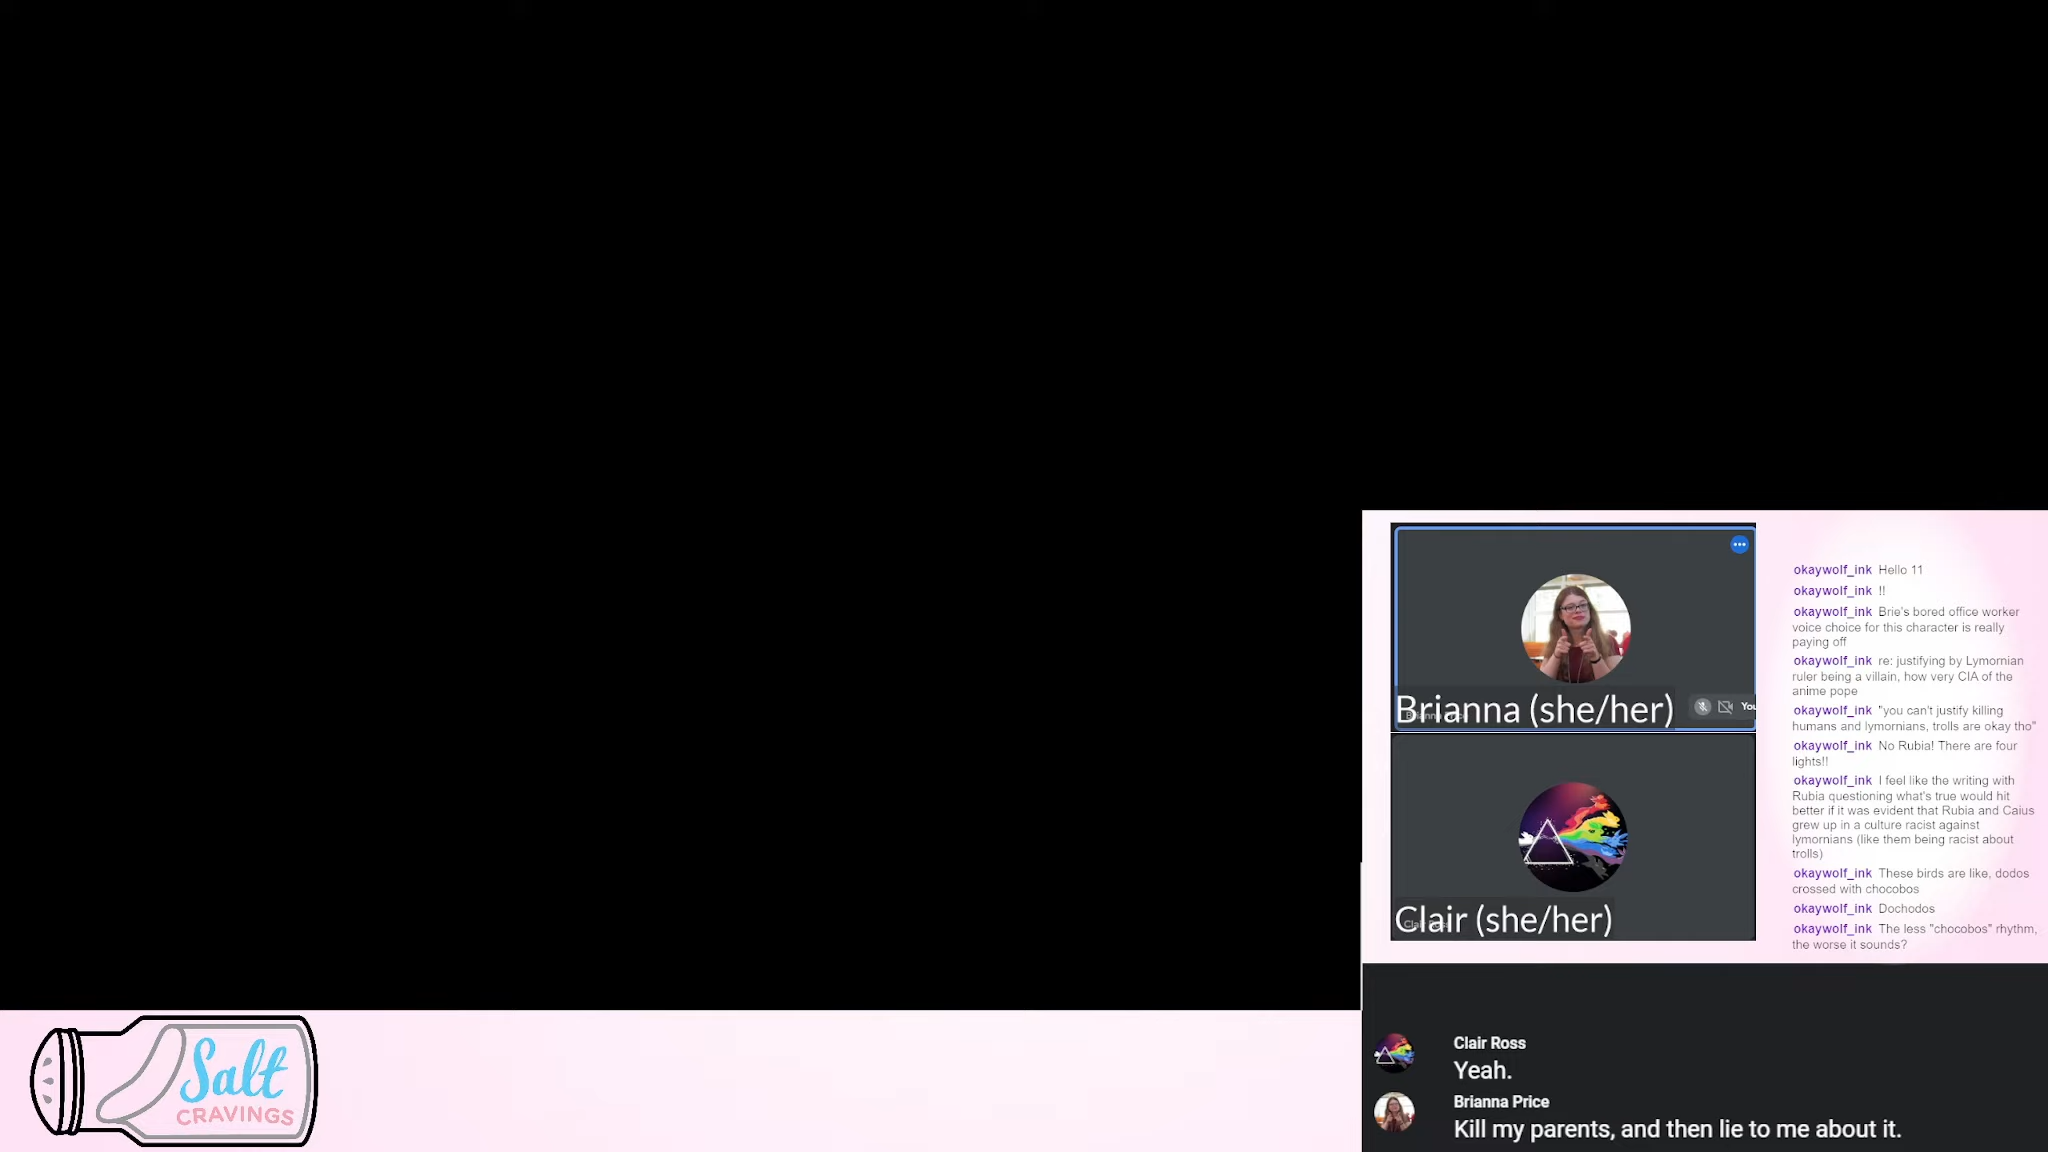 okaywolf_ink Hello 11
okaywolf_ink !!
okaywolf_ink Brie's bored office worker
voice choice for this character is really
paying off
okaywolf_ink re: justifying by Lymornian
ruler being a villain, how very CIA of the
anime pope
okaywolf_ink "you can't justify killing
humans and lymornians, trolls are okay tho"
okaywolf_ink No Rubia! There are four
lights!!
okaywolf_ink I feel like the writing with
Rubia questioning what's true would hit
better if it was evident that Rubia and Caius
grew up in a culture racist against
lymornians (like them being racist about
trolls)
okaywolf_ink These birds are like, dodos
crossed with chocobos
okaywolf_ink Dochodos
okaywolf_ink The less "chocobos" rhythm,
the worse it sounds?
Brianna (she/her)
You
Clair (she/her)
Clair Ross
Yeah.
Brianna Price
Kill my parents, and then lie to me about it.
Salt
CRAVINGS